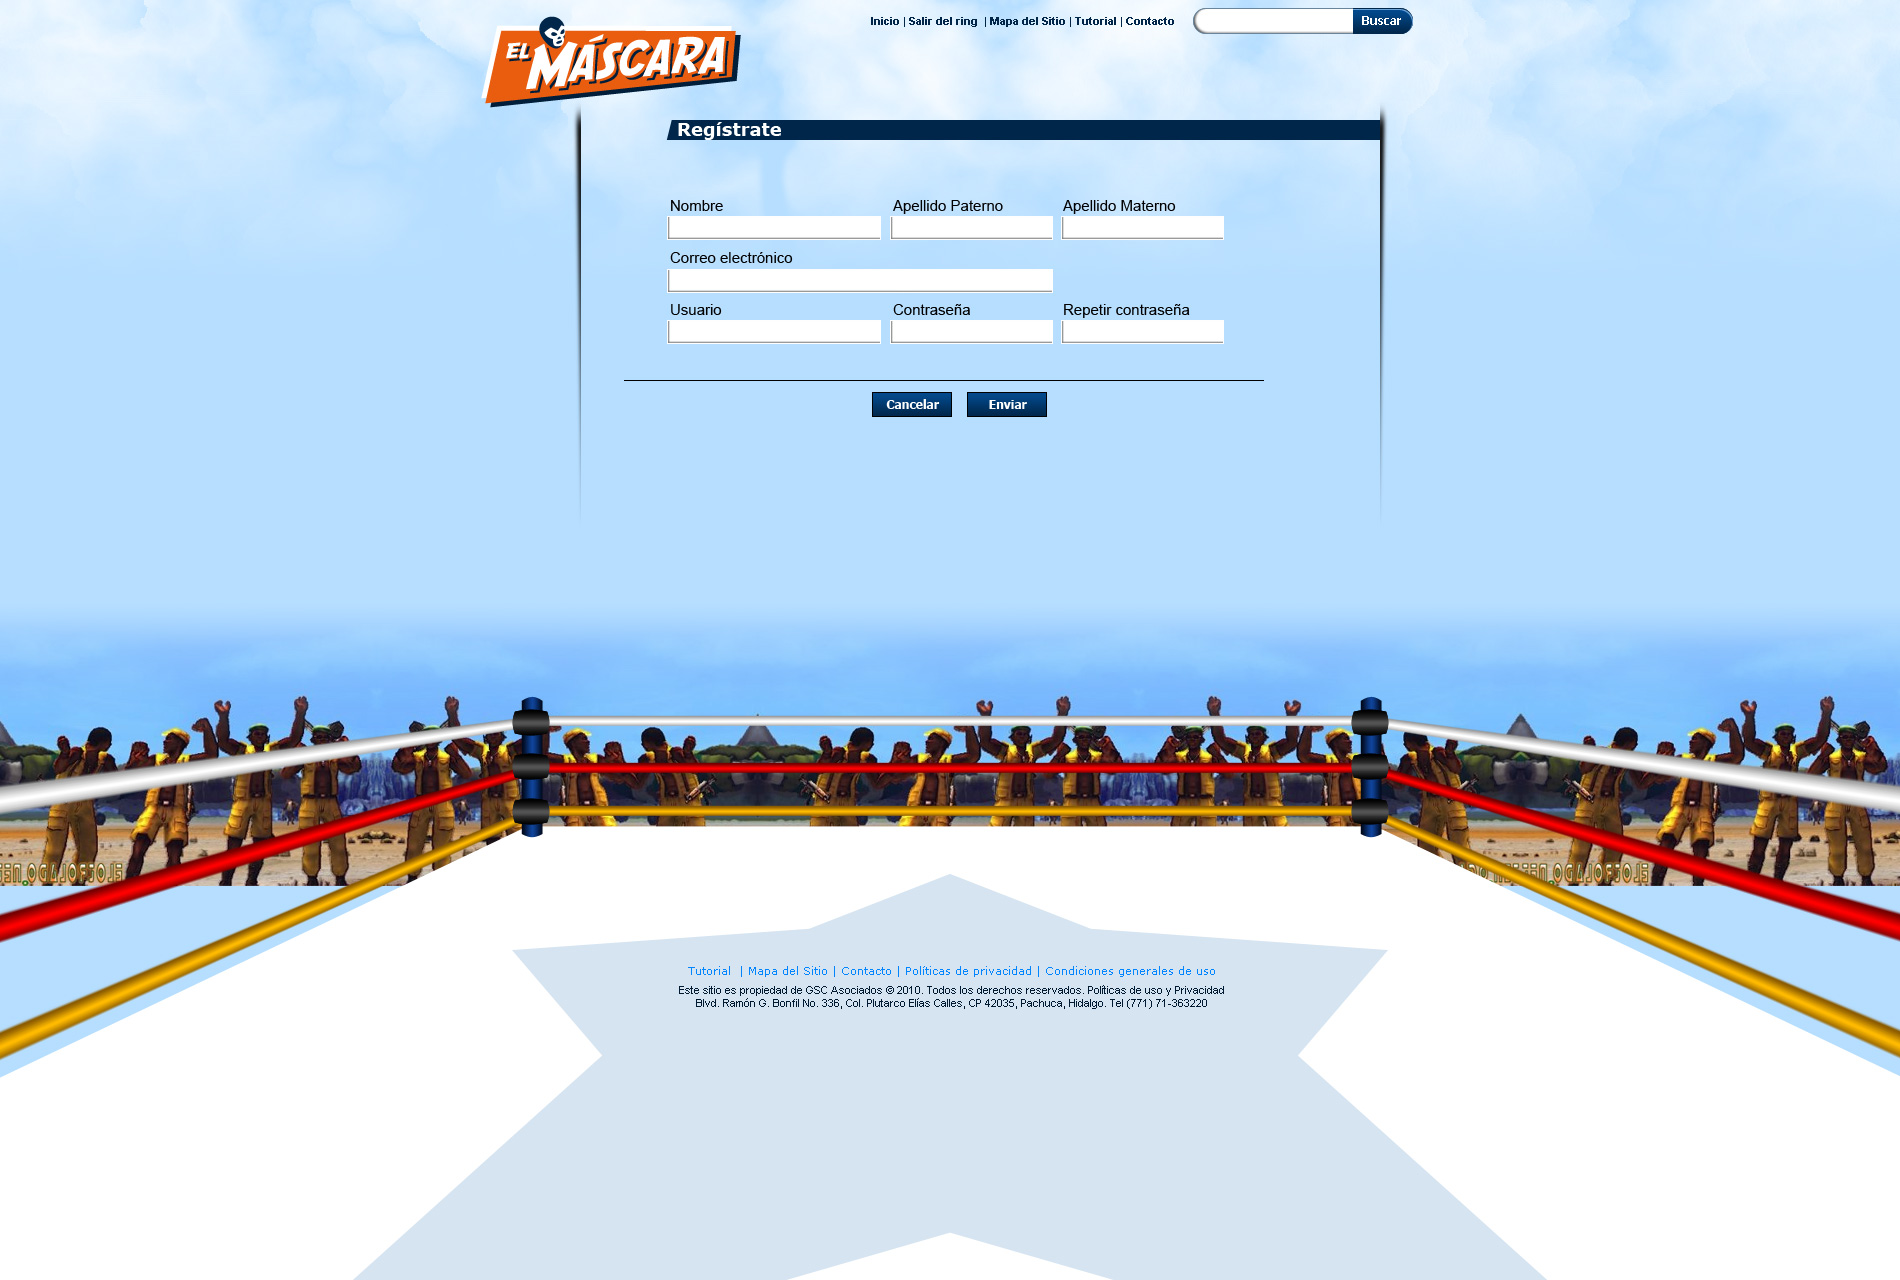 Inicio | Salir del ring | Mapa del Sitio | Tutorial | Contacto
Buscar
EL MÁSCARA
Regístrate
Nombre Apellido Paterno Apellido Materno
Correo electrónico
Usuario Contraseña Repetir contraseña
Cancelar Enviar
Tutorial | Mapa del Sitio | Contacto | Políticas de privacidad | Condiciones generales de uso
Este sitio es propiedad de GSC Asociados © 2010. Todos los derechos reservados. Políticas de uso y Privacidad
Blvd. Ramón G. Bonfil No. 336, Col. Plutarco Elías Calles, CP 42035, Pachuca, Hidalgo. Tel (771) 71-363220